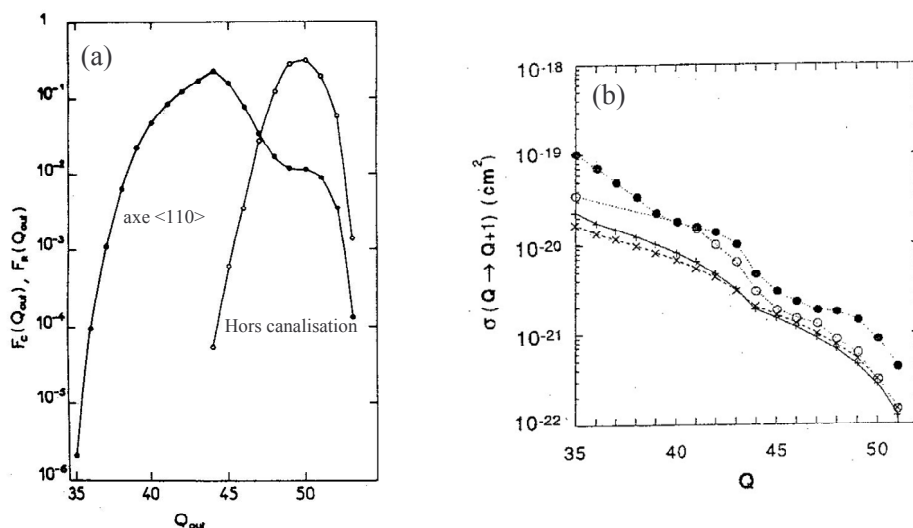 (a)
F_C(Q_out), F_R(Q_out)
1
10⁻¹
10⁻²
10⁻³
10⁻⁴
10⁻⁵
10⁻⁶
axe <110>
Hors canalisation
35 40 45 50
Q_out
(b)
σ(Q → Q+1) (cm²)
10⁻¹⁸
10⁻¹⁹
10⁻²⁰
10⁻²¹
10⁻²²
35 40 45 50
Q